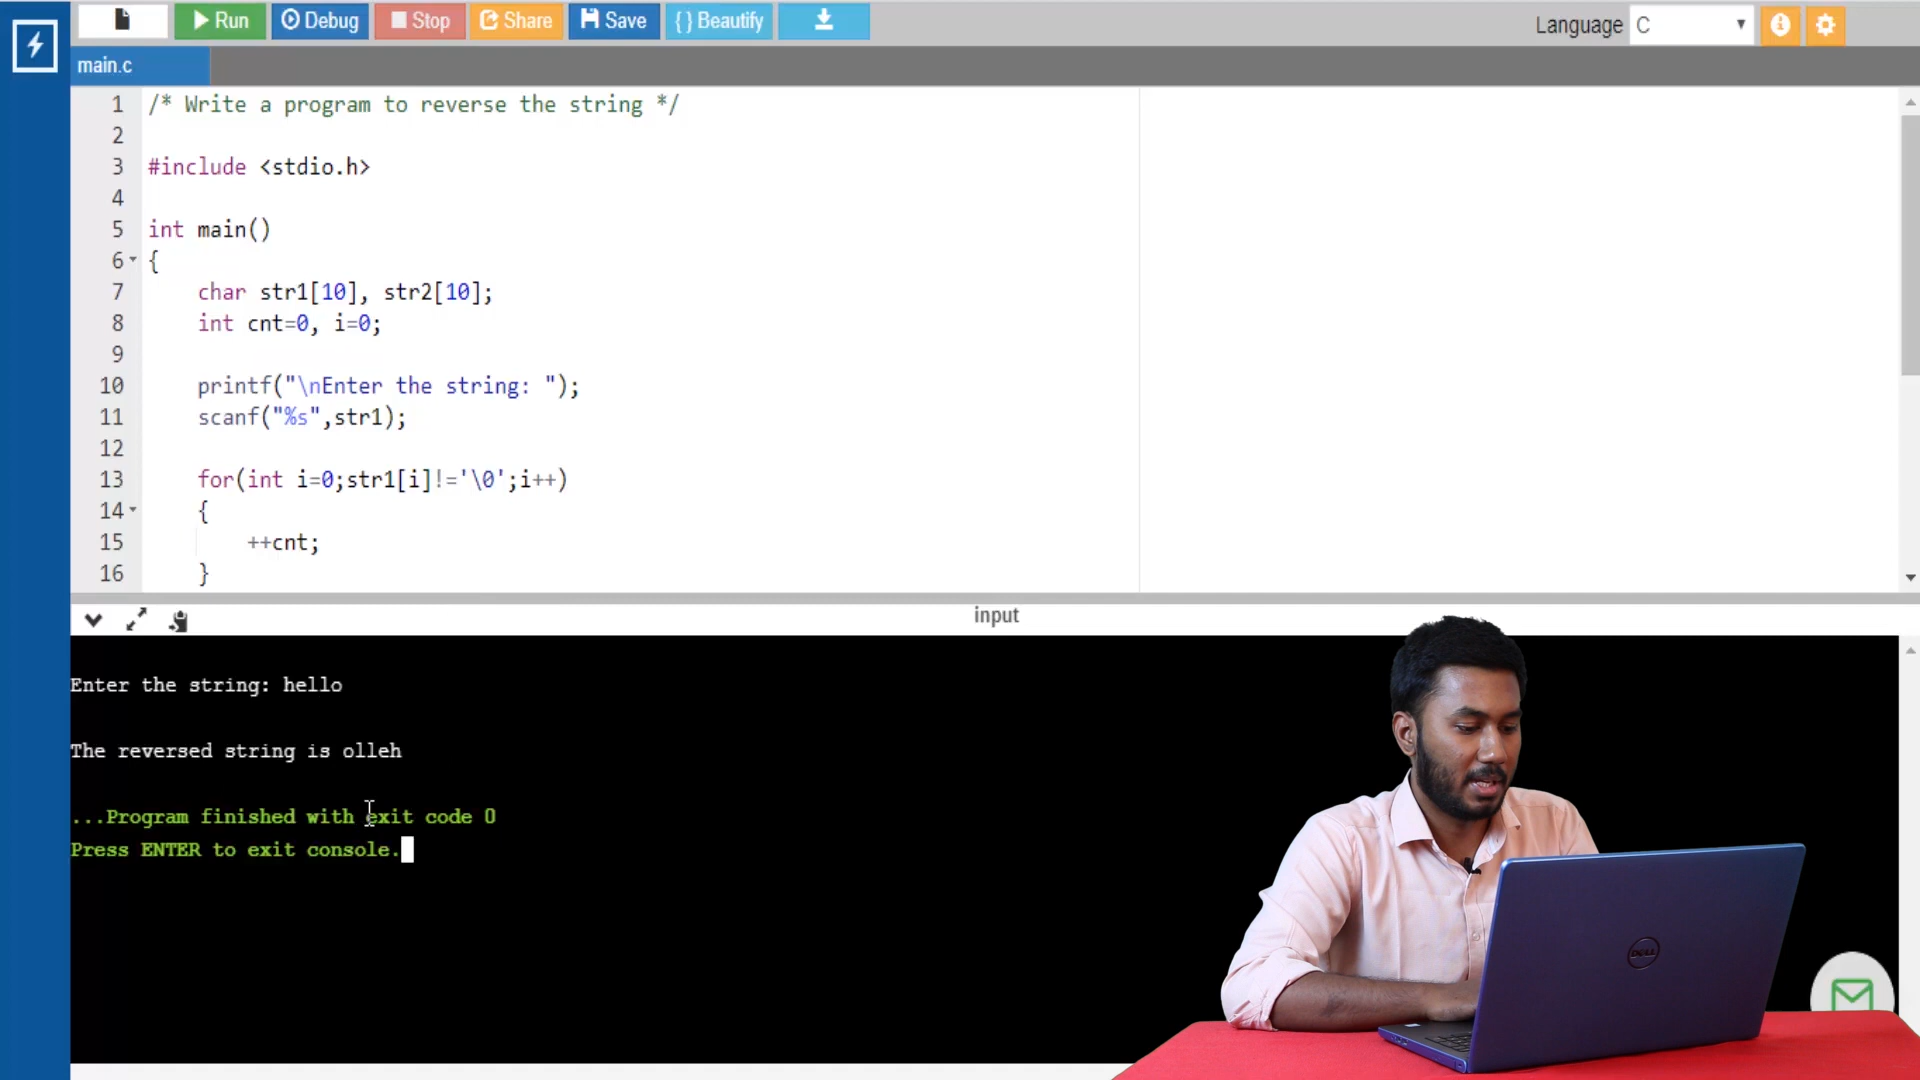 Run Debug Stop Share Save { } Beautify
Language C
main.c
1 /* Write a program to reverse the string */
2
3 #include <stdio.h>
4
5 int main()
6 {
7 char str1[10], str2[10];
8 int cnt=0, i=0;
9
10 printf("\nEnter the string: ");
11 scanf("%s",str1);
12
13 for(int i=0;str1[i]!='\0';i++)
14 {
15 ++cnt;
16 }
input
Enter the string: hello
The reversed string is olleh
...Program finished with exit code 0
Press ENTER to exit console.
DELL